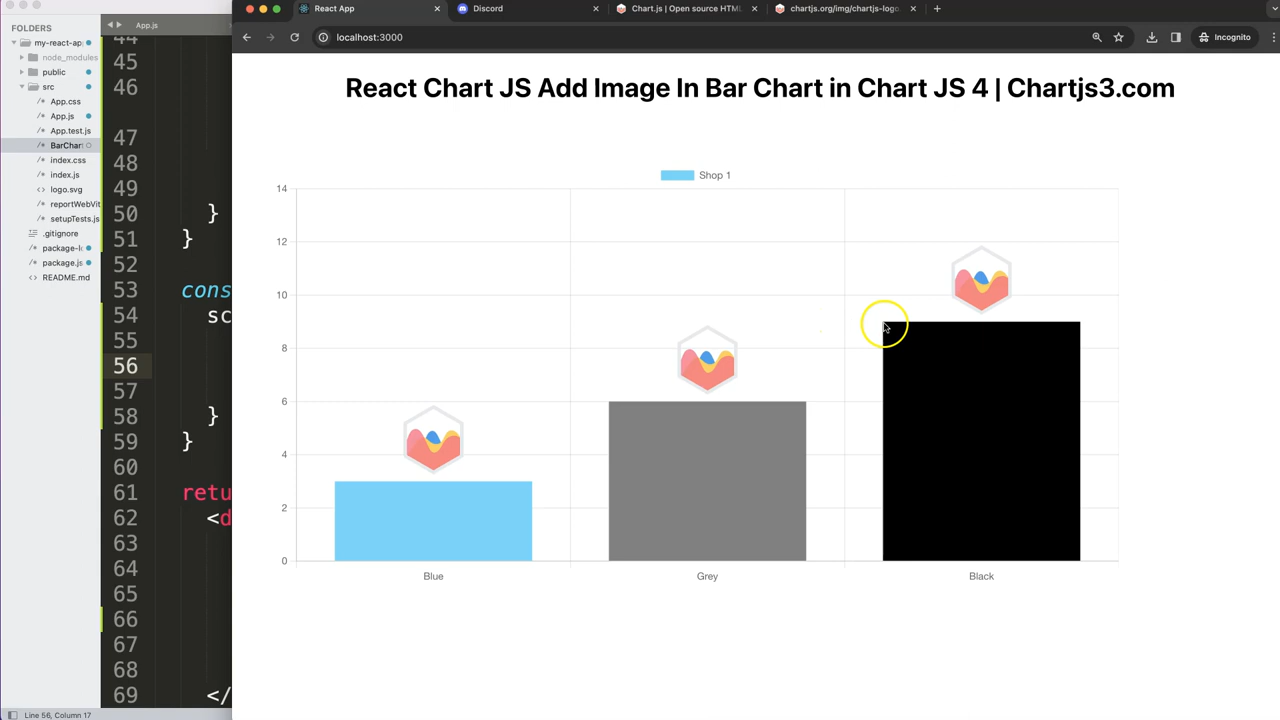 React App
Discord
Chart.js | Open source HTML
chartjs.org/img/chartjs-logo
localhost:3000
Incognito
FOLDERS
my-react-ap
node_modules
public
src
App.css
App.js
App.test.js
BarChar
index.css
index.js
logo.svg
reportWebVit
setupTests.js
.gitignore
package-l
package.js
README.md
App.js
44
45
46
47
48
49
50 }
51 }
52
53 cons
54 sc
55
56
57
58 }
59 }
60
61 retu
62 <d
63
64
65
66
67
68
69 </
Line 56, Column 17
React Chart JS Add Image In Bar Chart in Chart JS 4 | Chartjs3.com
Shop 1
14
12
10
8
6
4
2
0
Blue
Grey
Black